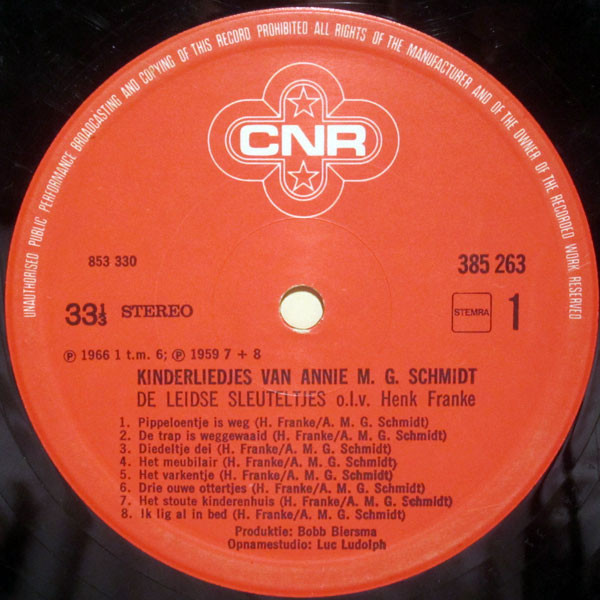 UNAUTHORISED PUBLIC PERFORMANCE BROADCASTING AND COPYING OF THIS RECORD PROHIBITED ALL RIGHTS OF THE MANUFACTURER AND OF THE OWNER OF THE RECORDED WORK RESERVED
CNR
853 330
385 263
33⅓ STEREO
STEMRA
1
℗ 1966 1 t.m. 6; ℗ 1959 7 + 8
KINDERLIEDJES VAN ANNIE M. G. SCHMIDT
DE LEIDSE SLEUTELTJES o.l.v. Henk Franke
1. Pippeloentje is weg (H. Franke/A. M. G. Schmidt)
2. De trap is weggewaaid (H. Franke/A. M. G. Schmidt)
3. Diedeltje dei (H. Franke/A. M. G. Schmidt)
4. Het meubilair (H. Franke/A. M. G. Schmidt)
5. Het varkentje (H. Franke/A. M. G. Schmidt)
6. Drie ouwe ottertjes (H. Franke/A. M. G. Schmidt)
7. Het stoute kinderenhuis (H. Franke/A. M. G. Schmidt)
8. Ik lig al in bed (H. Franke/A. M. G. Schmidt)
Produktie: Bobb Biersma
Opnamestudio: Luc Ludolph